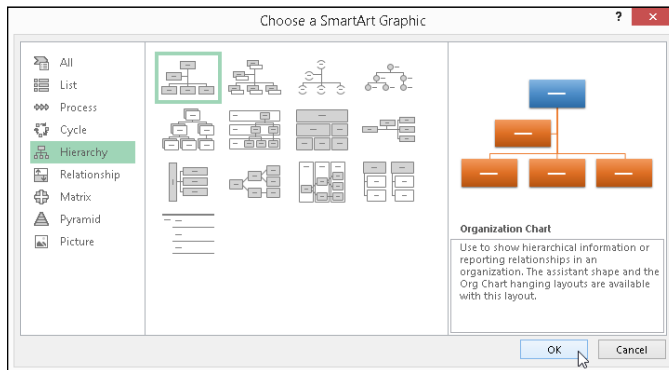 Choose a SmartArt Graphic
?
All
List
Process
Cycle
Hierarchy
Relationship
Matrix
Pyramid
Picture
Organization Chart
Use to show hierarchical information or
reporting relationships in an
organization. The assistant shape and the
Org Chart hanging layouts are available
with this layout.
OK
Cancel